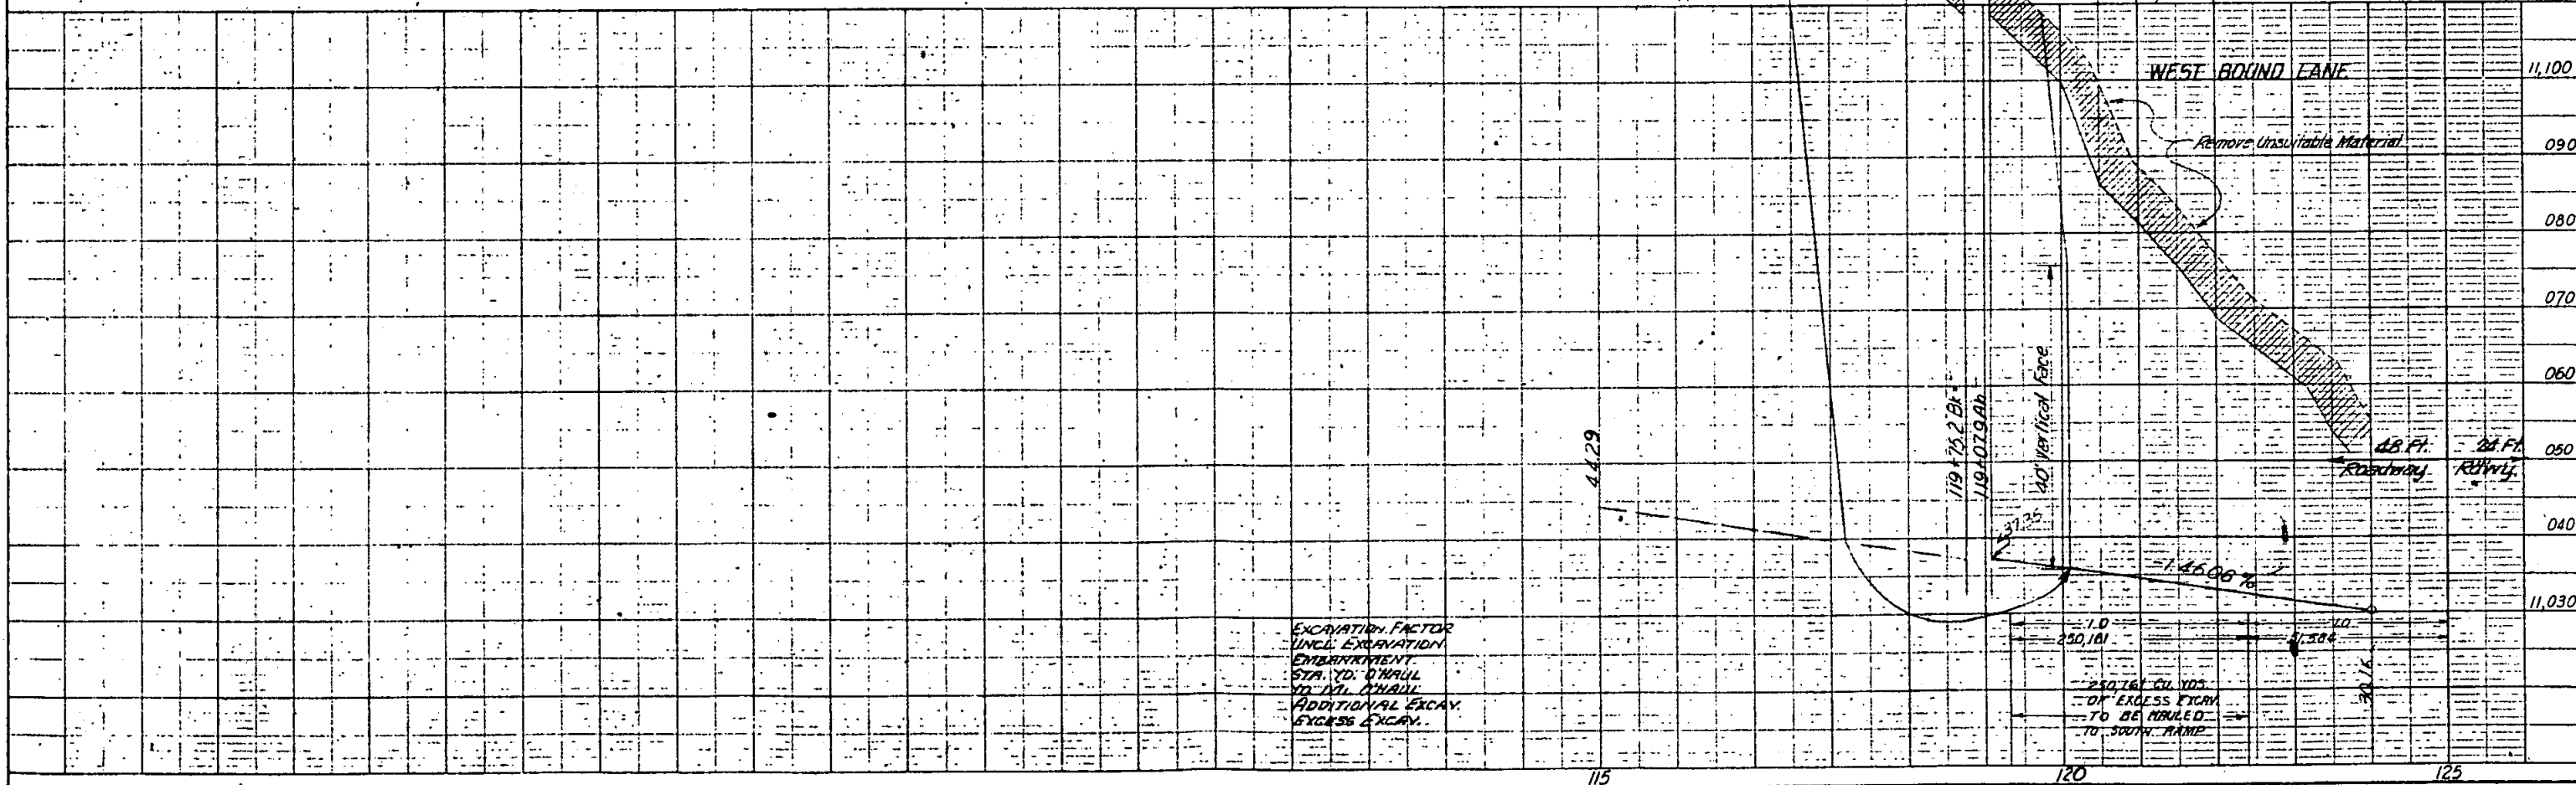 WEST BOUND LANE
11,100
Remove Unsuitable Material
090
080
070
060
40' Vertical Face
119+75.2 Bk =
119+07.9 Ah
44.29
48 Ft.
Roadway
24 Ft.
Rdwy.
050
37.35
040
-1.4606 %
11,030
EXCAVATION FACTOR
UNCL. EXCAVATION
EMBANKMENT
STA. YD. O'HAUL
YD. MI. O'HAUL
ADDITIONAL EXCAV.
EXCESS EXCAV.
1.0
1.0
250,161
30.16
250,161 CU. YDS.
OF EXCESS EXCAV.
TO BE HAULED
TO SOUTH RAMP
115
120
125